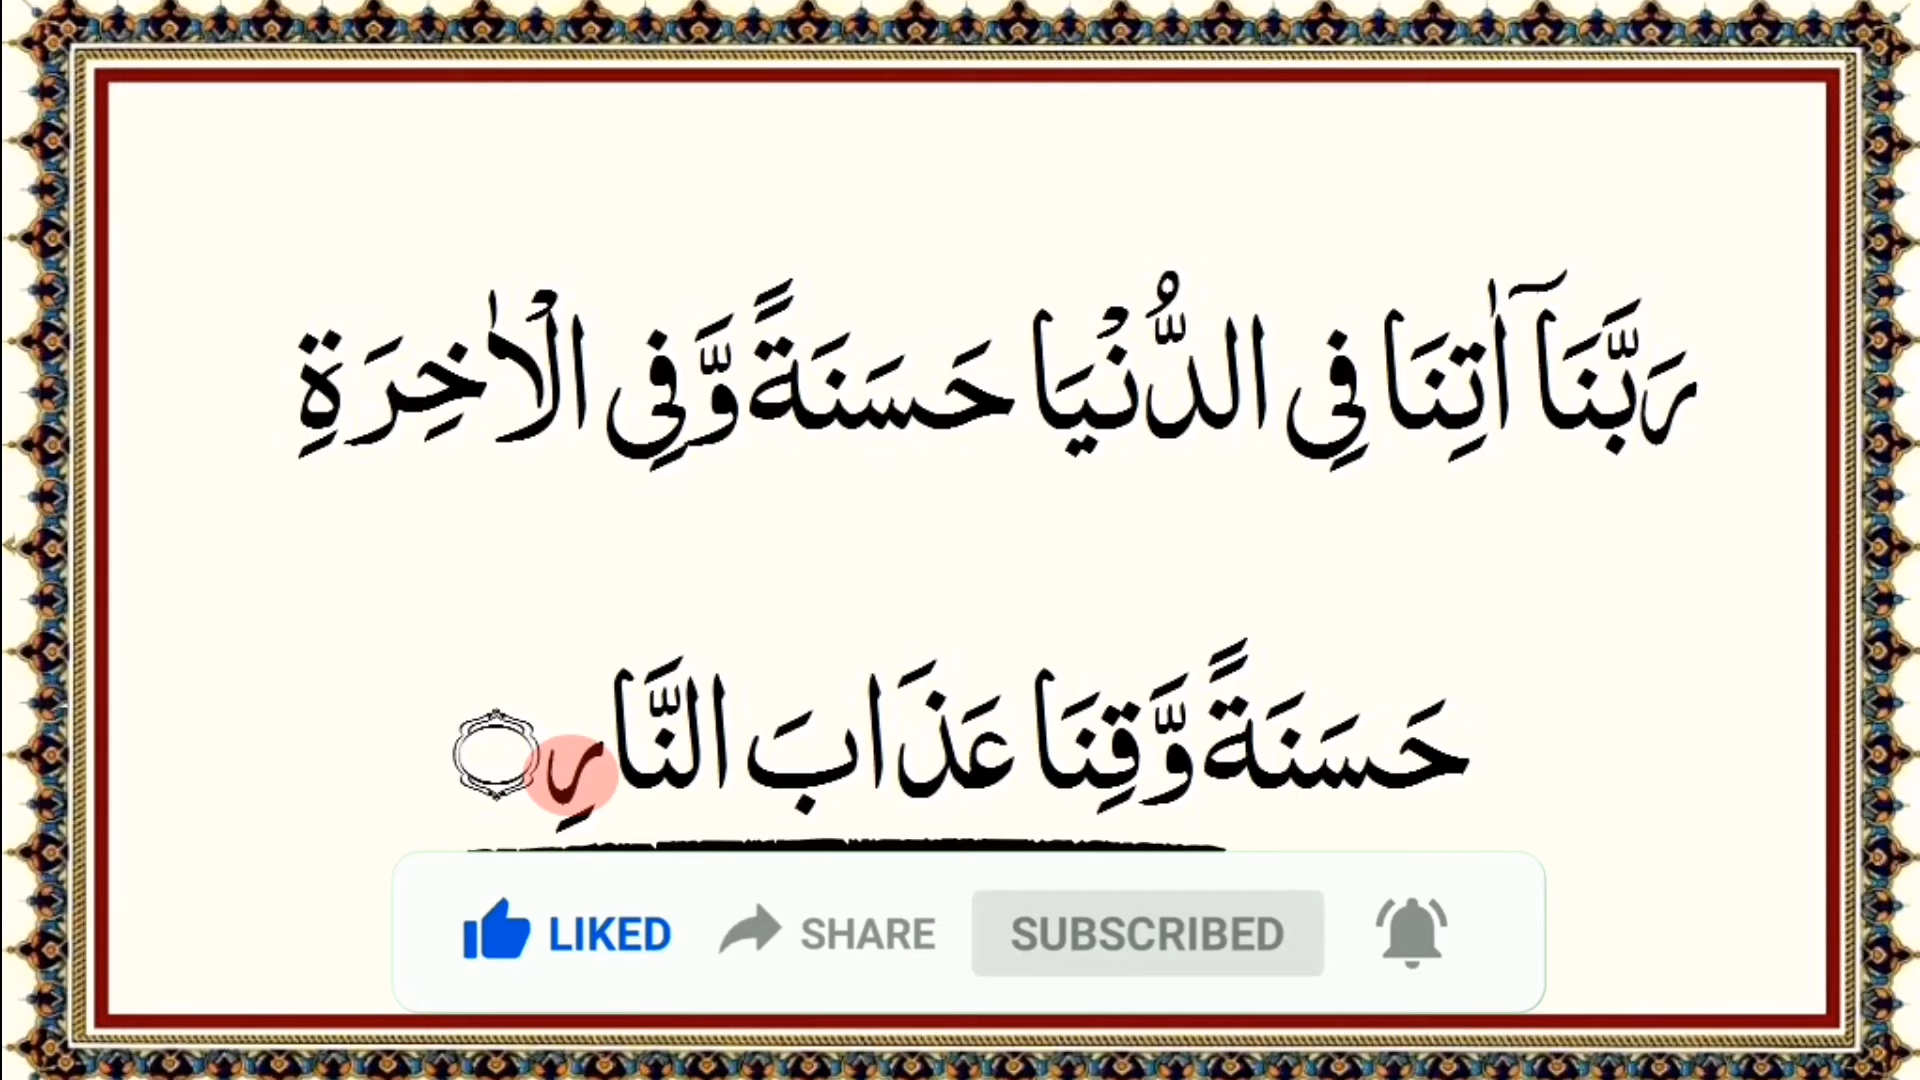 رَبَّنَآ اٰتِنَا فِى الدُّنْيَا حَسَنَةً وَّفِى الْاٰخِرَةِ
حَسَنَةً وَّقِنَا عَذَابَ النَّارِ
LIKED SHARE SUBSCRIBED